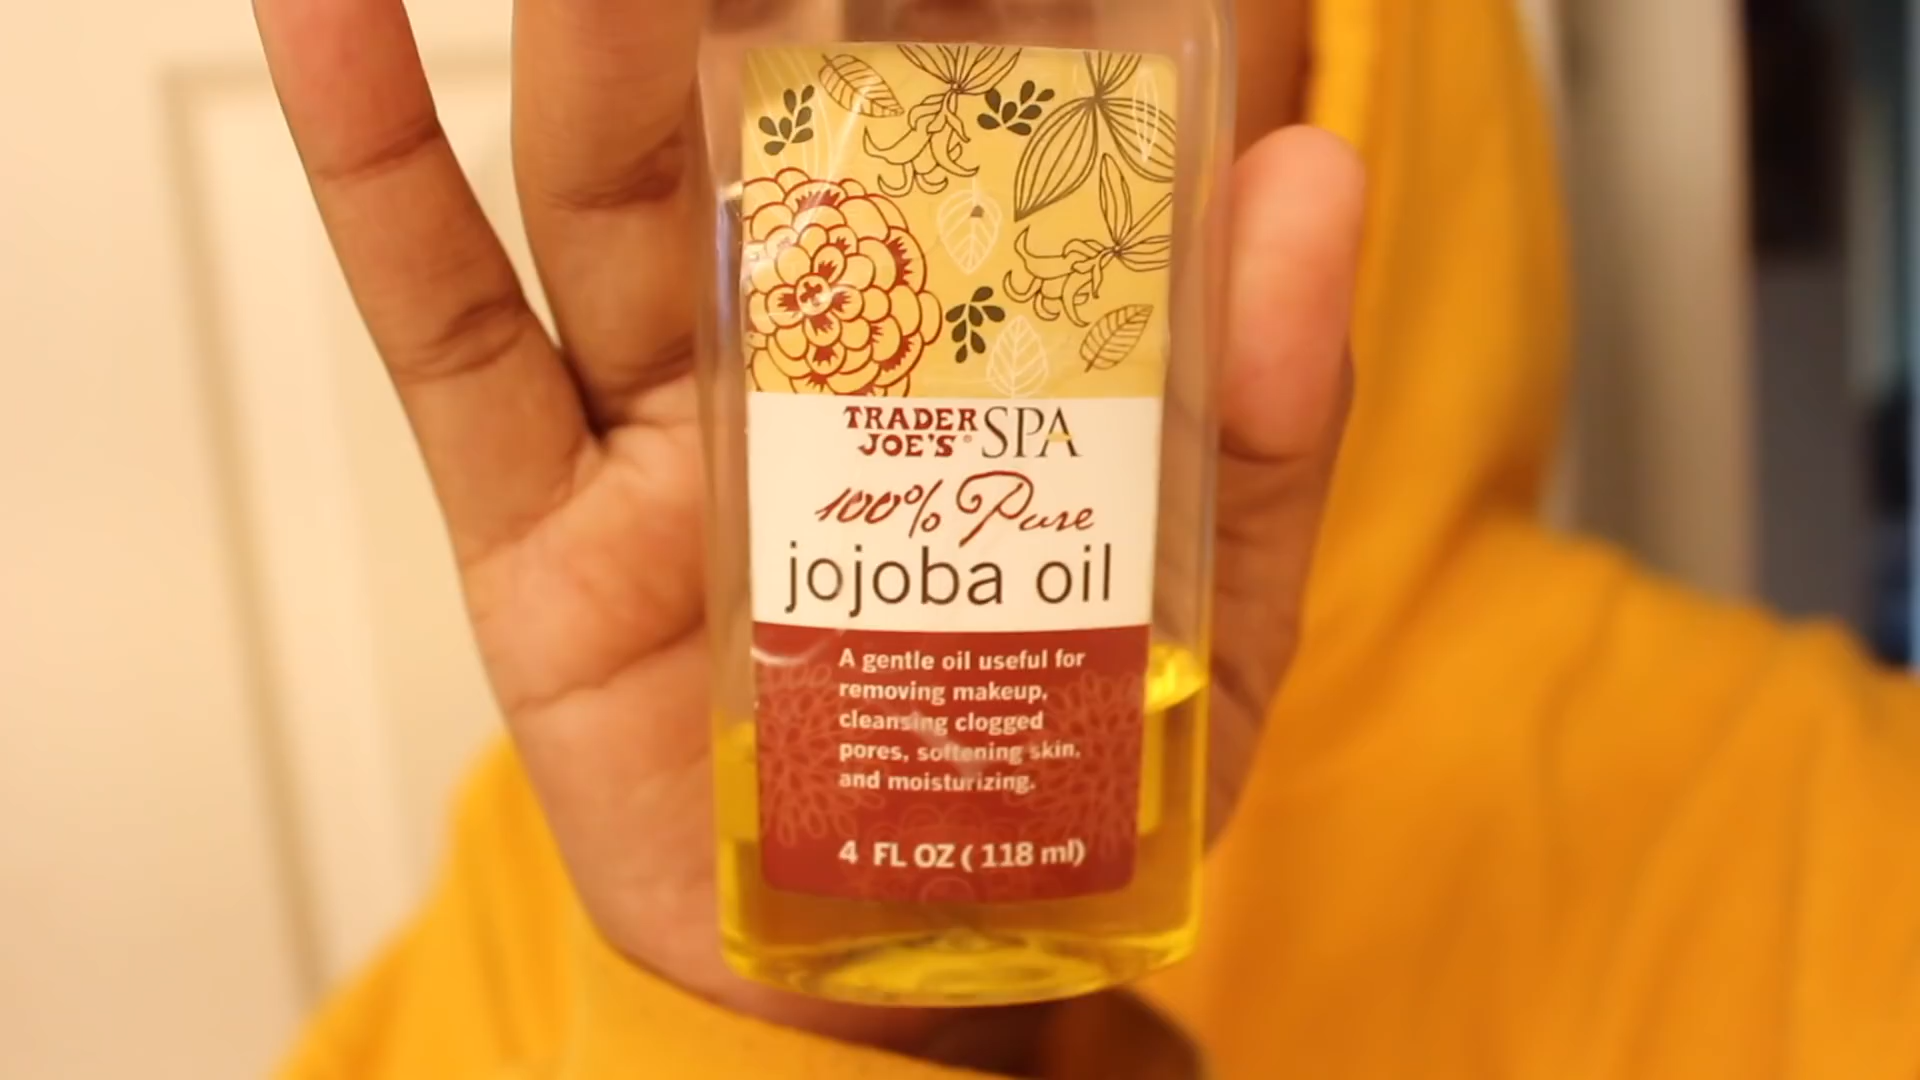 TRADER JOE'S® SPA
100% Pure
jojoba oil
A gentle oil useful for
removing makeup,
cleansing clogged
pores, softening skin,
and moisturizing.
4 FL OZ ( 118 ml)